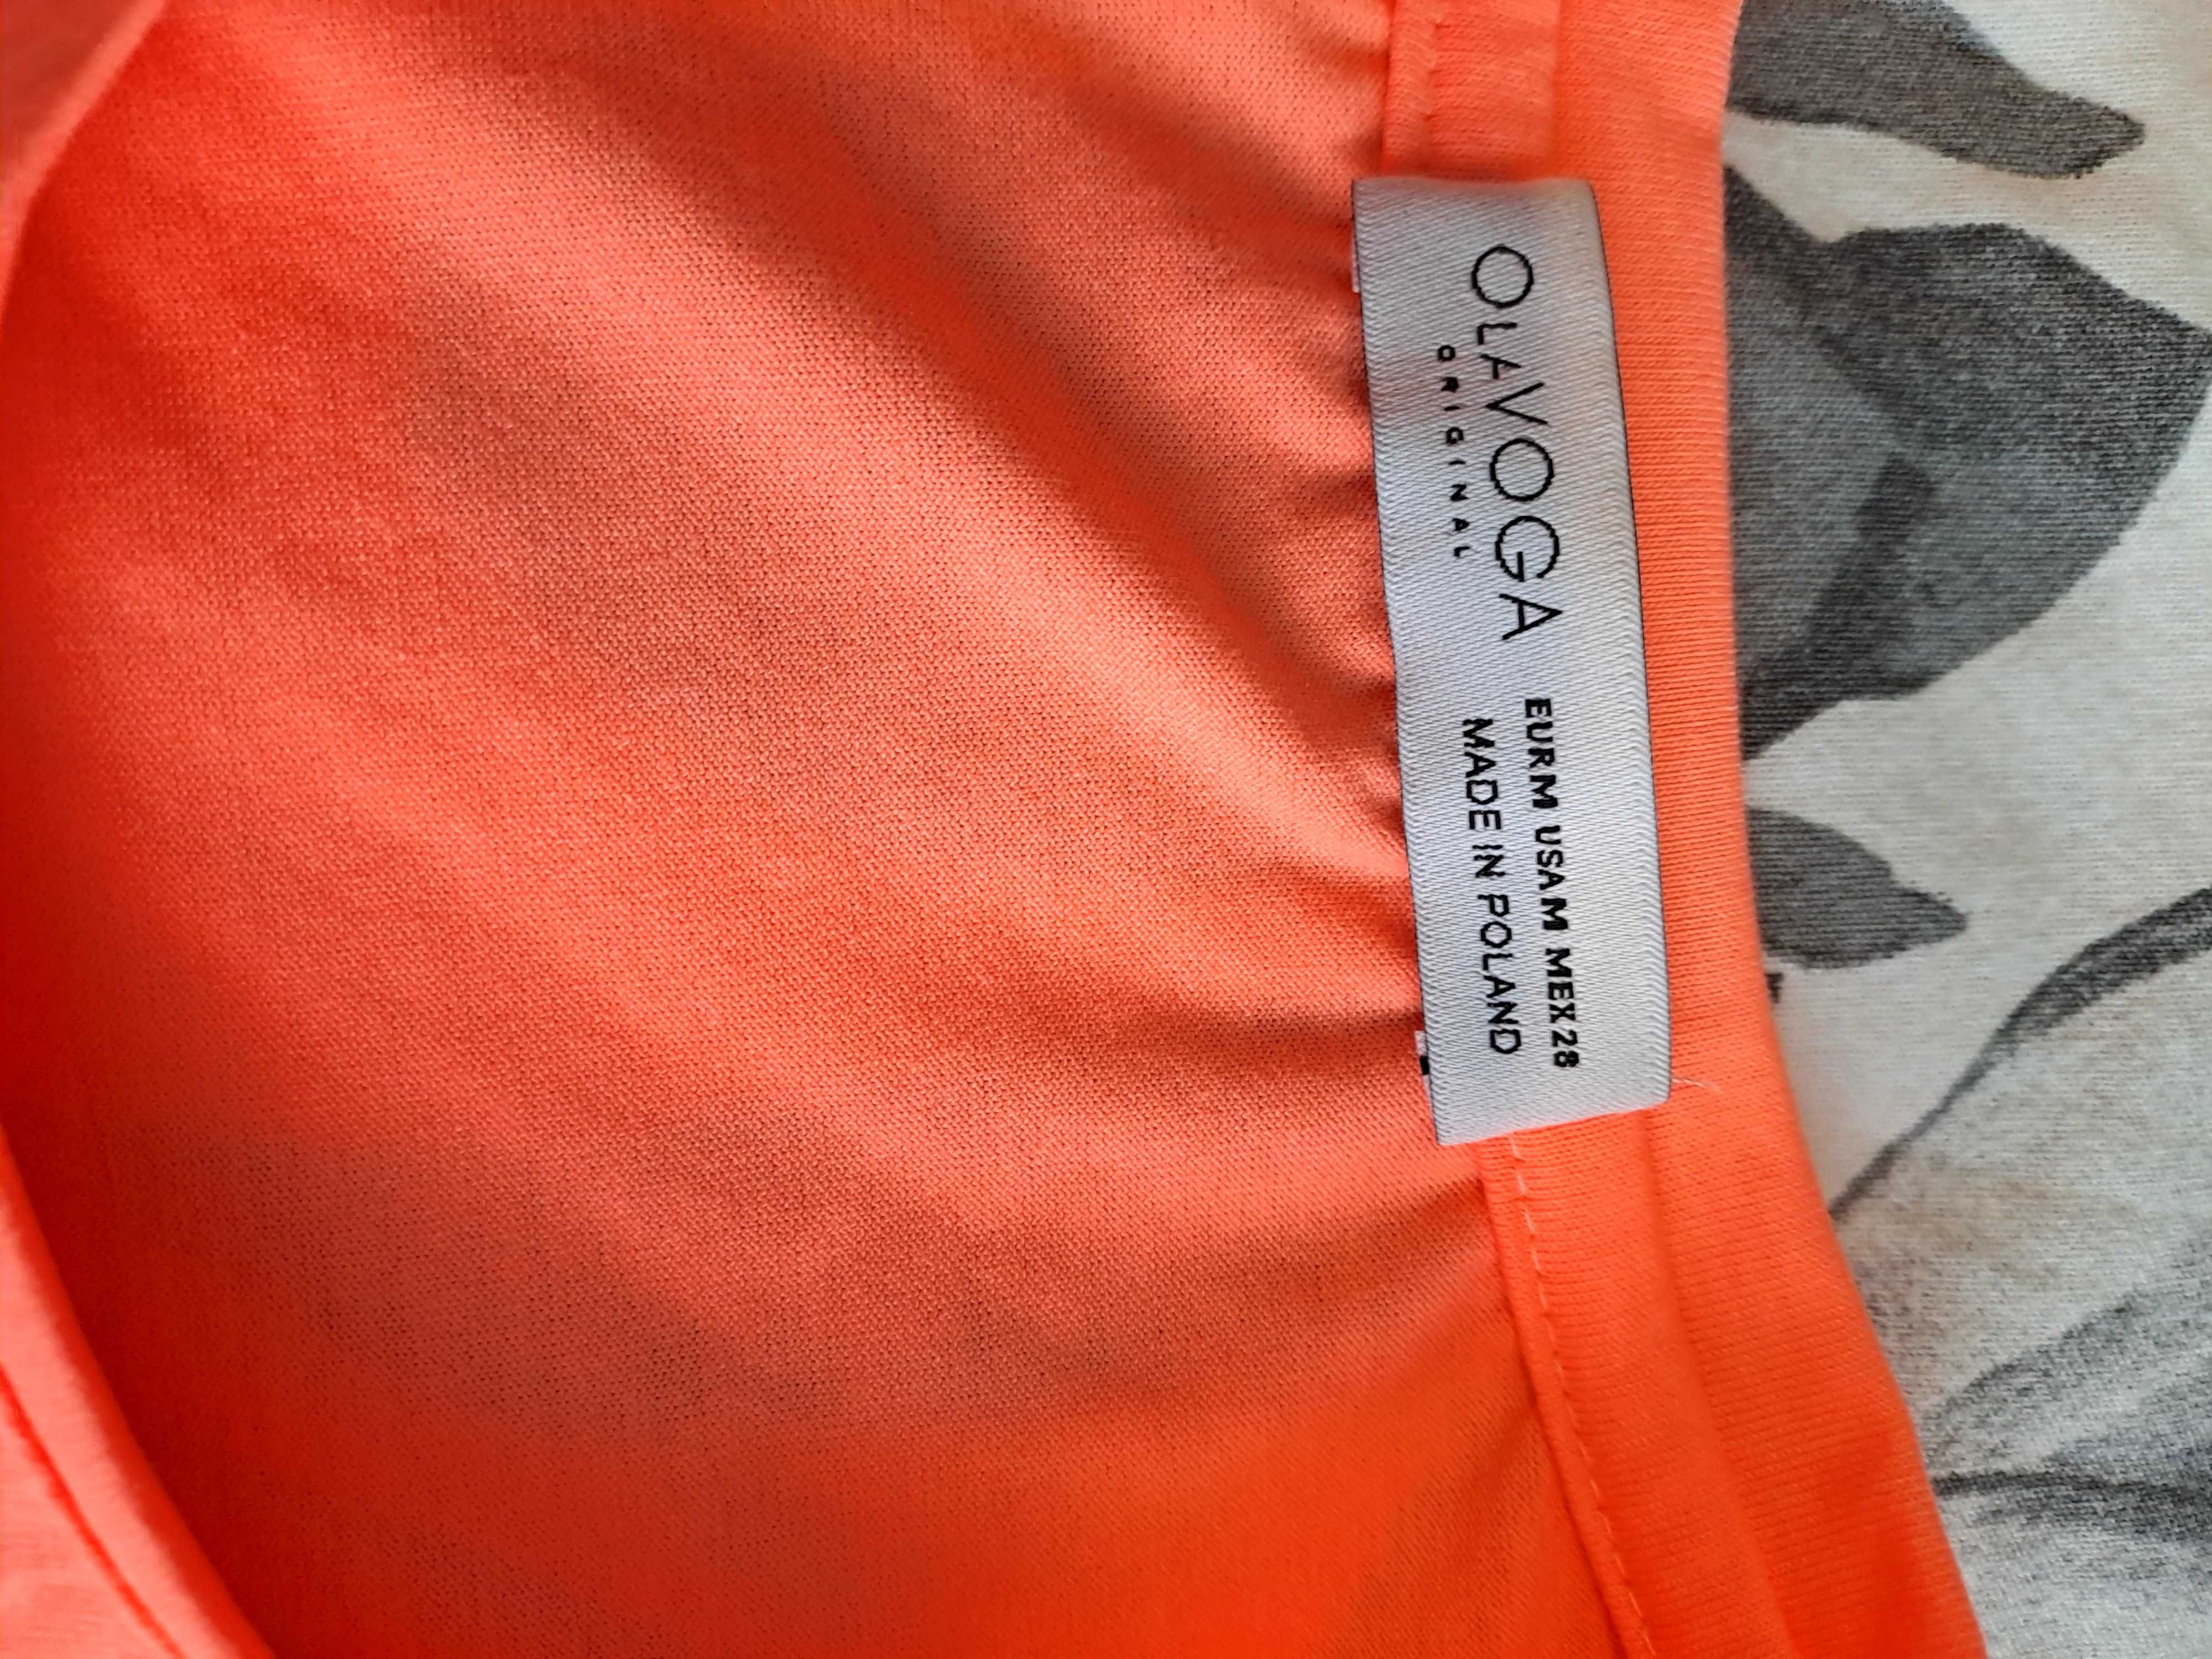 OLAVOGA
ORIGINAL
EUR M USA M MEX 28
MADE IN POLAND